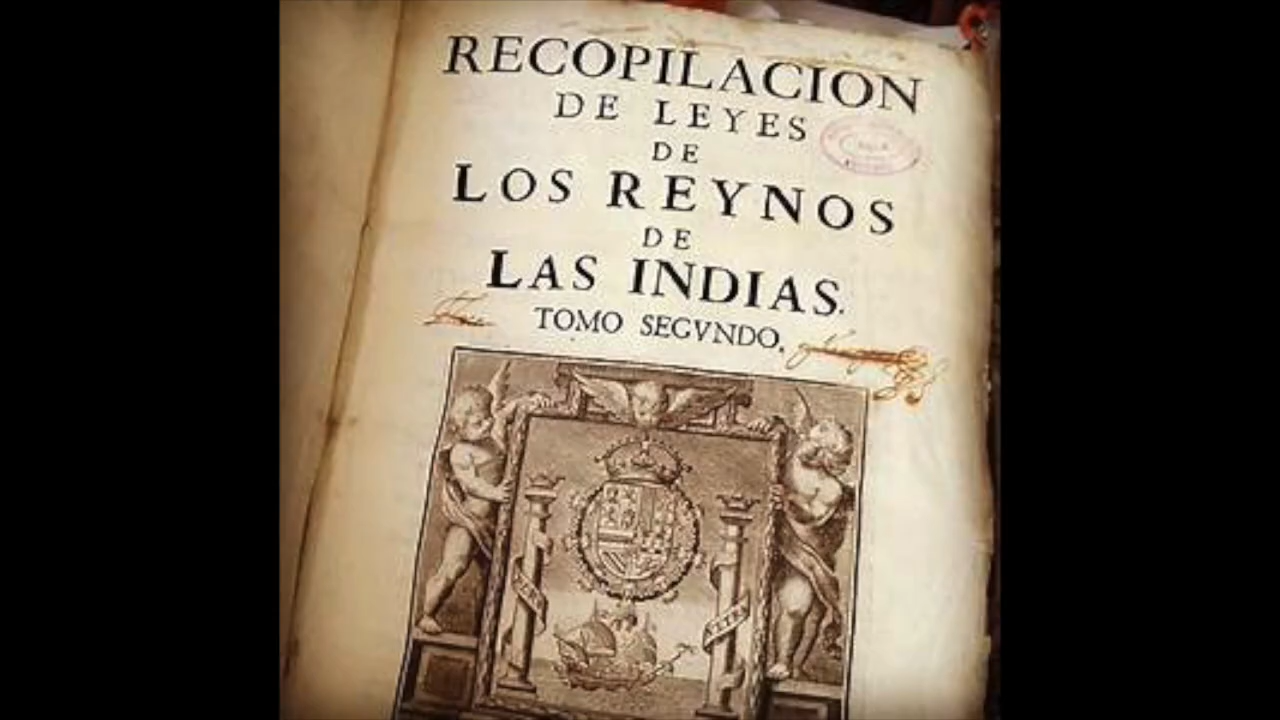 RECOPILACION
DE LEYES
DE
LOS REYNOS
DE
LAS INDIAS.
TOMO SEGVNDO.